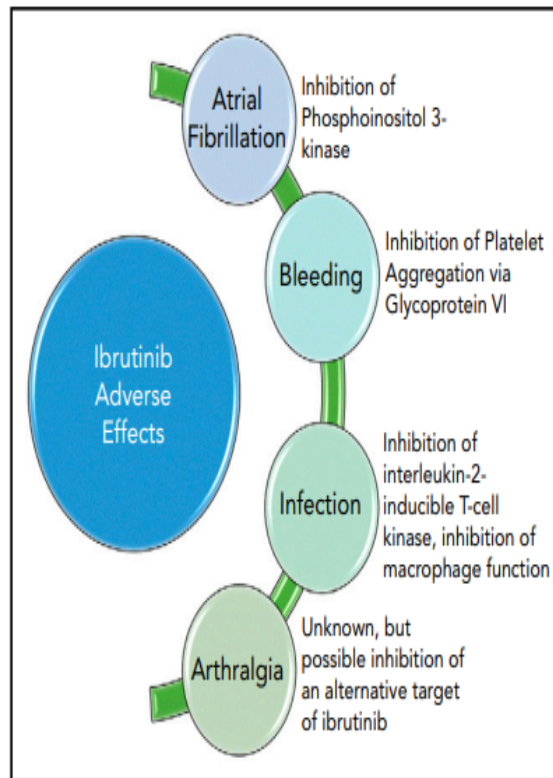 Atrial
Fibrillation
Inhibition of
Phosphoinositol 3-
kinase
Bleeding
Inhibition of Platelet
Aggregation via
Glycoprotein VI
Ibrutinib
Adverse
Effects
Infection
Inhibition of
interleukin-2-
inducible T-cell
kinase, inhibition of
macrophage function
Arthralgia
Unknown, but
possible inhibition of
an alternative target
of ibrutinib